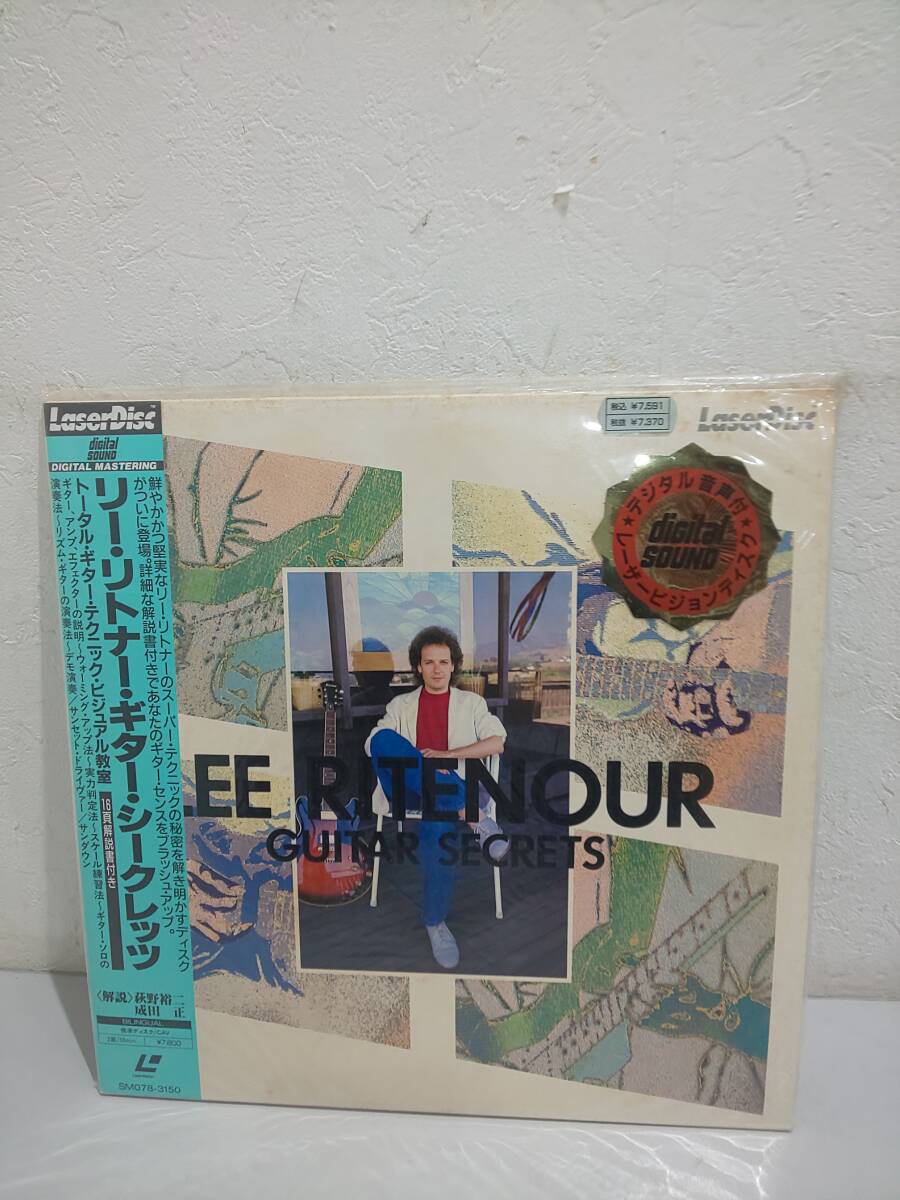 LaserDisc
digital
SOUND
DIGITAL MASTERING
鮮やかかつ堅実なリー・リトナーのスーパー・テクニックの秘密を解き明かすディスク
がついに登場。詳細な解説書付きであなたのギター・センスをブラッシュ・アップ。
リー・リトナー・ギター・シークレッツ
トータル・ギター・テクニック・ビジュアル教室
16頁解説書付き
ギター、アンプ、エフェクターの説明〜ウォーミング・アップ法〜実力判定法〜スケール練習法〜ギター・ソロの
演奏法〜リズム・ギターの演奏法〜デモ演奏/サンセット・ドライヴァー/サンダウン
〈解説〉荻野裕二
成田 正
BILINGUAL
標準ディスク/CAV
¥7,800
SM078-3150
税込 ¥7,591
税抜 ¥7,370
LaserDisc
★デジタル音声付★
digital
SOUND
レーザービジョンディスク
LEE RITENOUR
GUITAR SECRETS